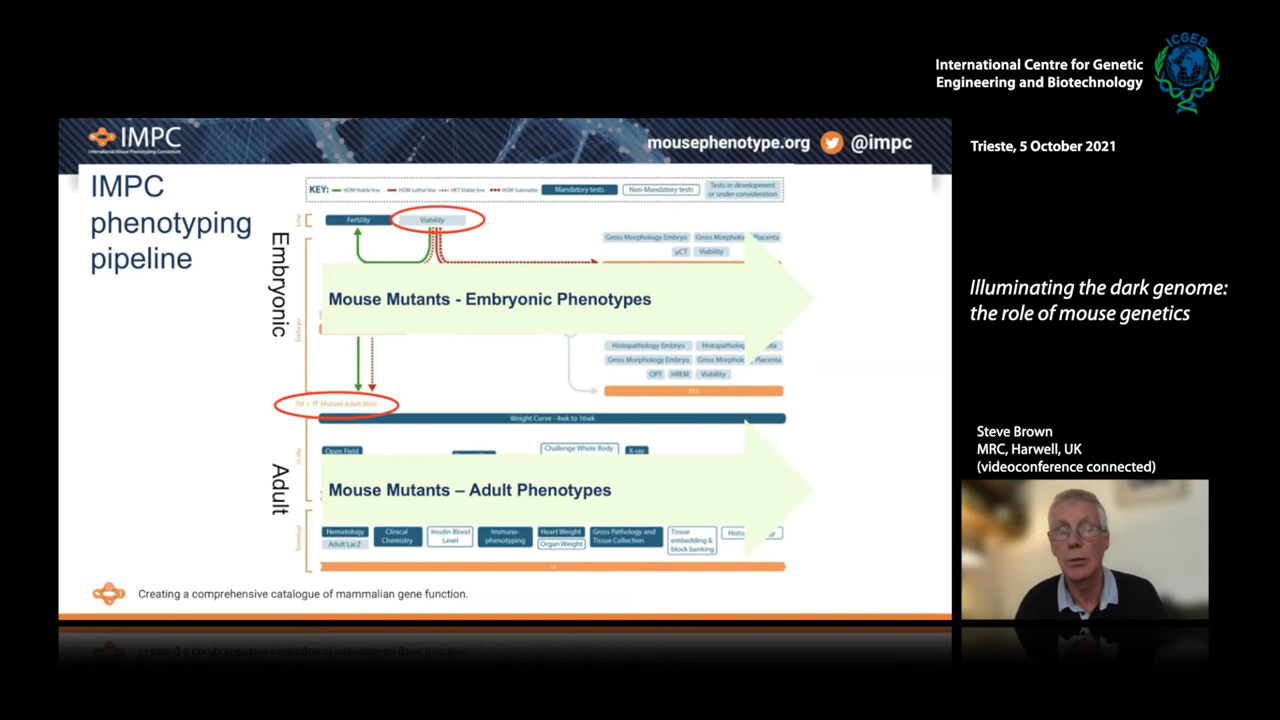 International Centre for Genetic
Engineering and Biotechnology
ICGEB
IMPC
International Mouse Phenotyping Consortium
mousephenotype.org @impc
Trieste, 5 October 2021
IMPC
phenotyping
pipeline
KEY: HOM Viable line HOM Lethal line HET Viable line HOM Subviable Mandatory tests Non-Mandatory tests
Tests in development
or under consideration
Line
Fertility Viability
Embryonic
Embryo
Gross Morphology Embryo Placenta
µCT Viability
Mouse Mutants - Embryonic Phenotypes
Illuminating the dark genome:
the role of mouse genetics
Histopathology Embryo
Gross Morphology Embryo Placenta
OPT HREM Viability
7M + 7F Mutant Adult Mice
Weight Curve - 4wk to 16wk
Adult
Open Field
Challenge Whole Body
X-ray
Mouse Mutants – Adult Phenotypes
Terminal
Hematology
Adult LacZ
Clinical
Chemistry
Insulin Blood
Level
Immuno-
phenotyping
Heart Weight
Organ Weight
Gross Pathology and
Tissue Collection
Tissue
embedding &
block banking
Creating a comprehensive catalogue of mammalian gene function.
Steve Brown
MRC, Harwell, UK
(videoconference connected)